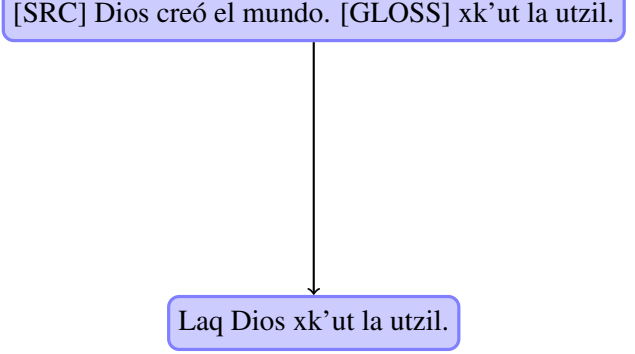 [SRC] Dios creó el mundo. [GLOSS] xk’ut la utzil.
Laq Dios xk’ut la utzil.